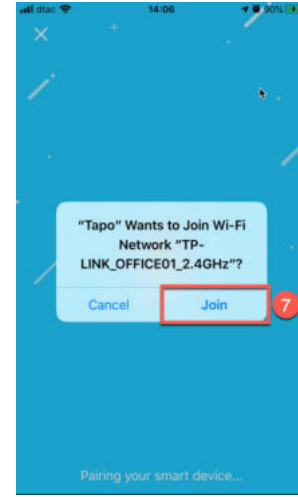 dtac 14:06 90%
"Tapo" Wants to Join Wi-Fi
Network "TP-
LINK_OFFICE01_2.4GHz"?
Cancel Join 7
Pairing your smart device...